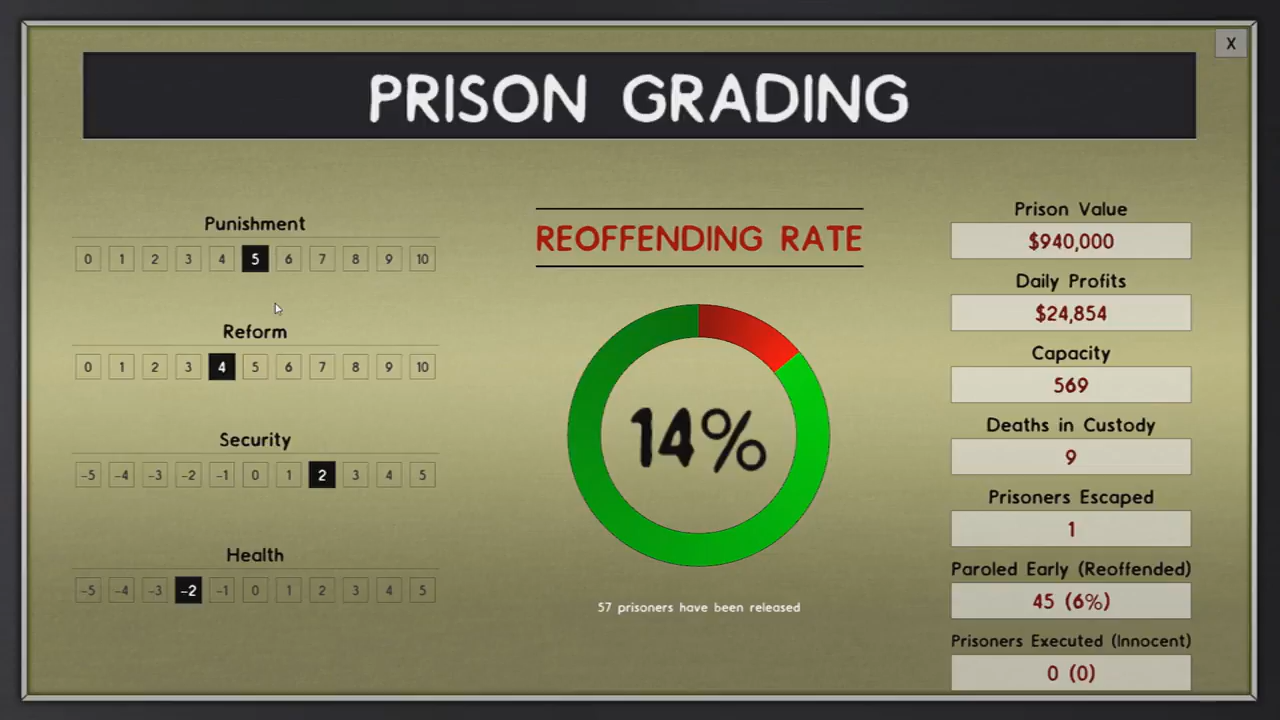 X
PRISON GRADING
Punishment
0 1 2 3 4 5 6 7 8 9 10
Reform
0 1 2 3 4 5 6 7 8 9 10
Security
-5 -4 -3 -2 -1 0 1 2 3 4 5
Health
-5 -4 -3 -2 -1 0 1 2 3 4 5
REOFFENDING RATE
14%
57 prisoners have been released
Prison Value
$940,000
Daily Profits
$24,854
Capacity
569
Deaths in Custody
9
Prisoners Escaped
1
Paroled Early (Reoffended)
45 (6%)
Prisoners Executed (Innocent)
0 (0)